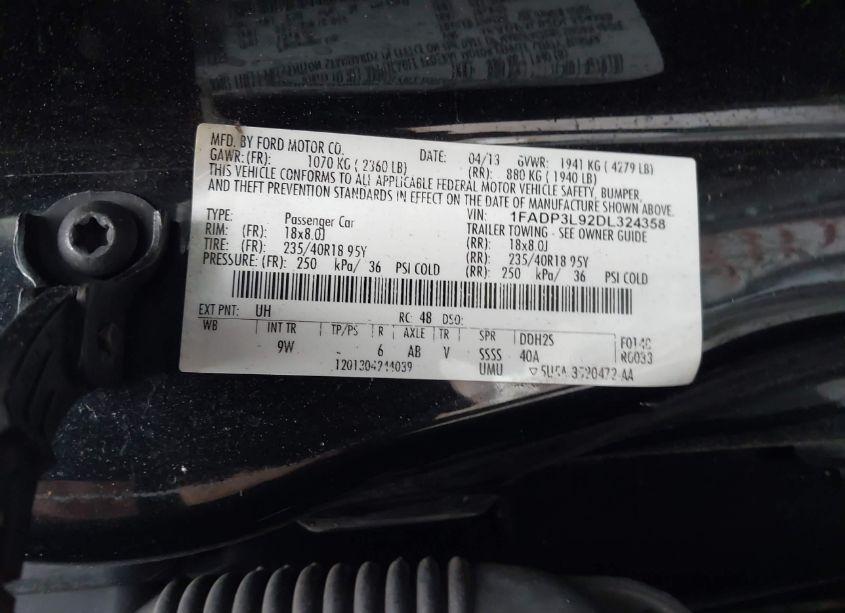 MFD. BY FORD MOTOR CO. DATE: 04/13 GVWR: 1941 KG ( 4279 LB)
GAWR:(FR): 1070 KG ( 2360 LB) (RR): 880 KG ( 1940 LB)
THIS VEHICLE CONFORMS TO ALL APPLICABLE FEDERAL MOTOR VEHICLE SAFETY, BUMPER,
AND THEFT PREVENTION STANDARDS IN EFFECT ON THE DATE OF MANUFACTURE SHOWN ABOVE.
VIN: 1FADP3L92DL324358
TYPE: Passenger Car TRAILER TOWING - SEE OWNER GUIDE
RIM: (FR): 18x8.0J (RR): 18x8.0J
TIRE: (FR): 235/40R18 95Y (RR): 235/40R18 95Y
PRESSURE: (FR): 250 kPa/ 36 PSI COLD (RR): 250 kPa/ 36 PSI COLD
EXT PNT: UH RC: 48 DSO:
WB INT TR TP/PS R AXLE TR SPR DDH2S
9W 6 AB V SSSS 40A RG033
UMU